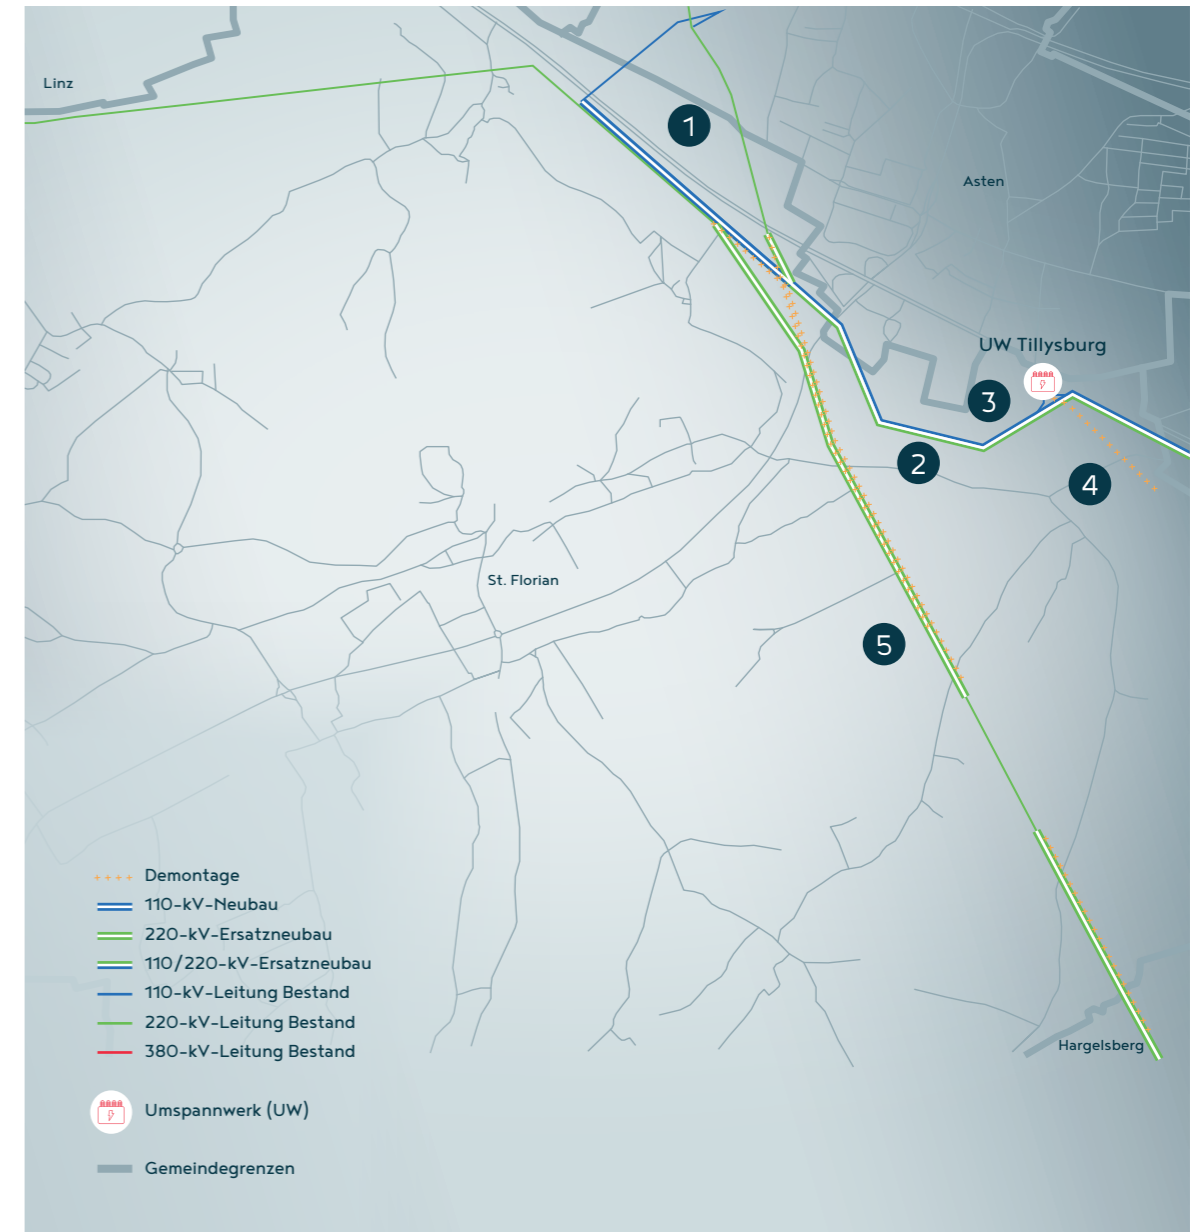 Linz
1
Asten
UW Tillysburg
3
2
4
St. Florian
5
Demontage
110-kV-Neubau
220-kV-Ersatzneubau
110/220-kV-Ersatzneubau
110-kV-Leitung Bestand
220-kV-Leitung Bestand
380-kV-Leitung Bestand
Hargelsberg
Umspannwerk (UW)
Gemeindegrenzen